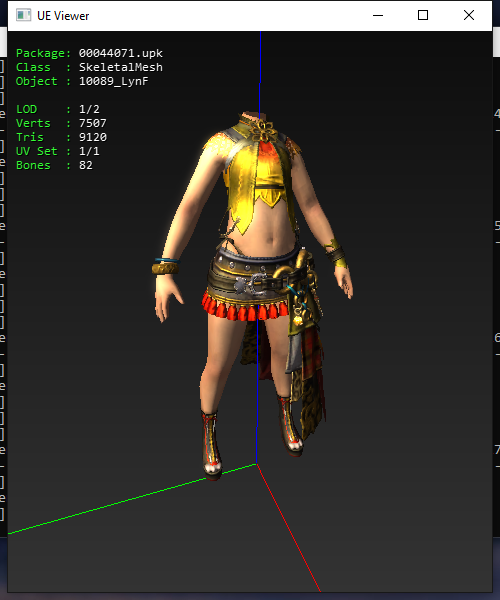 UE Viewer
Package: 00044071.upk
Class  : SkeletalMesh
Object : 10089_LynF
LOD    : 1/2
Verts  : 7507
Tris   : 9120
UV Set : 1/1
Bones  : 82